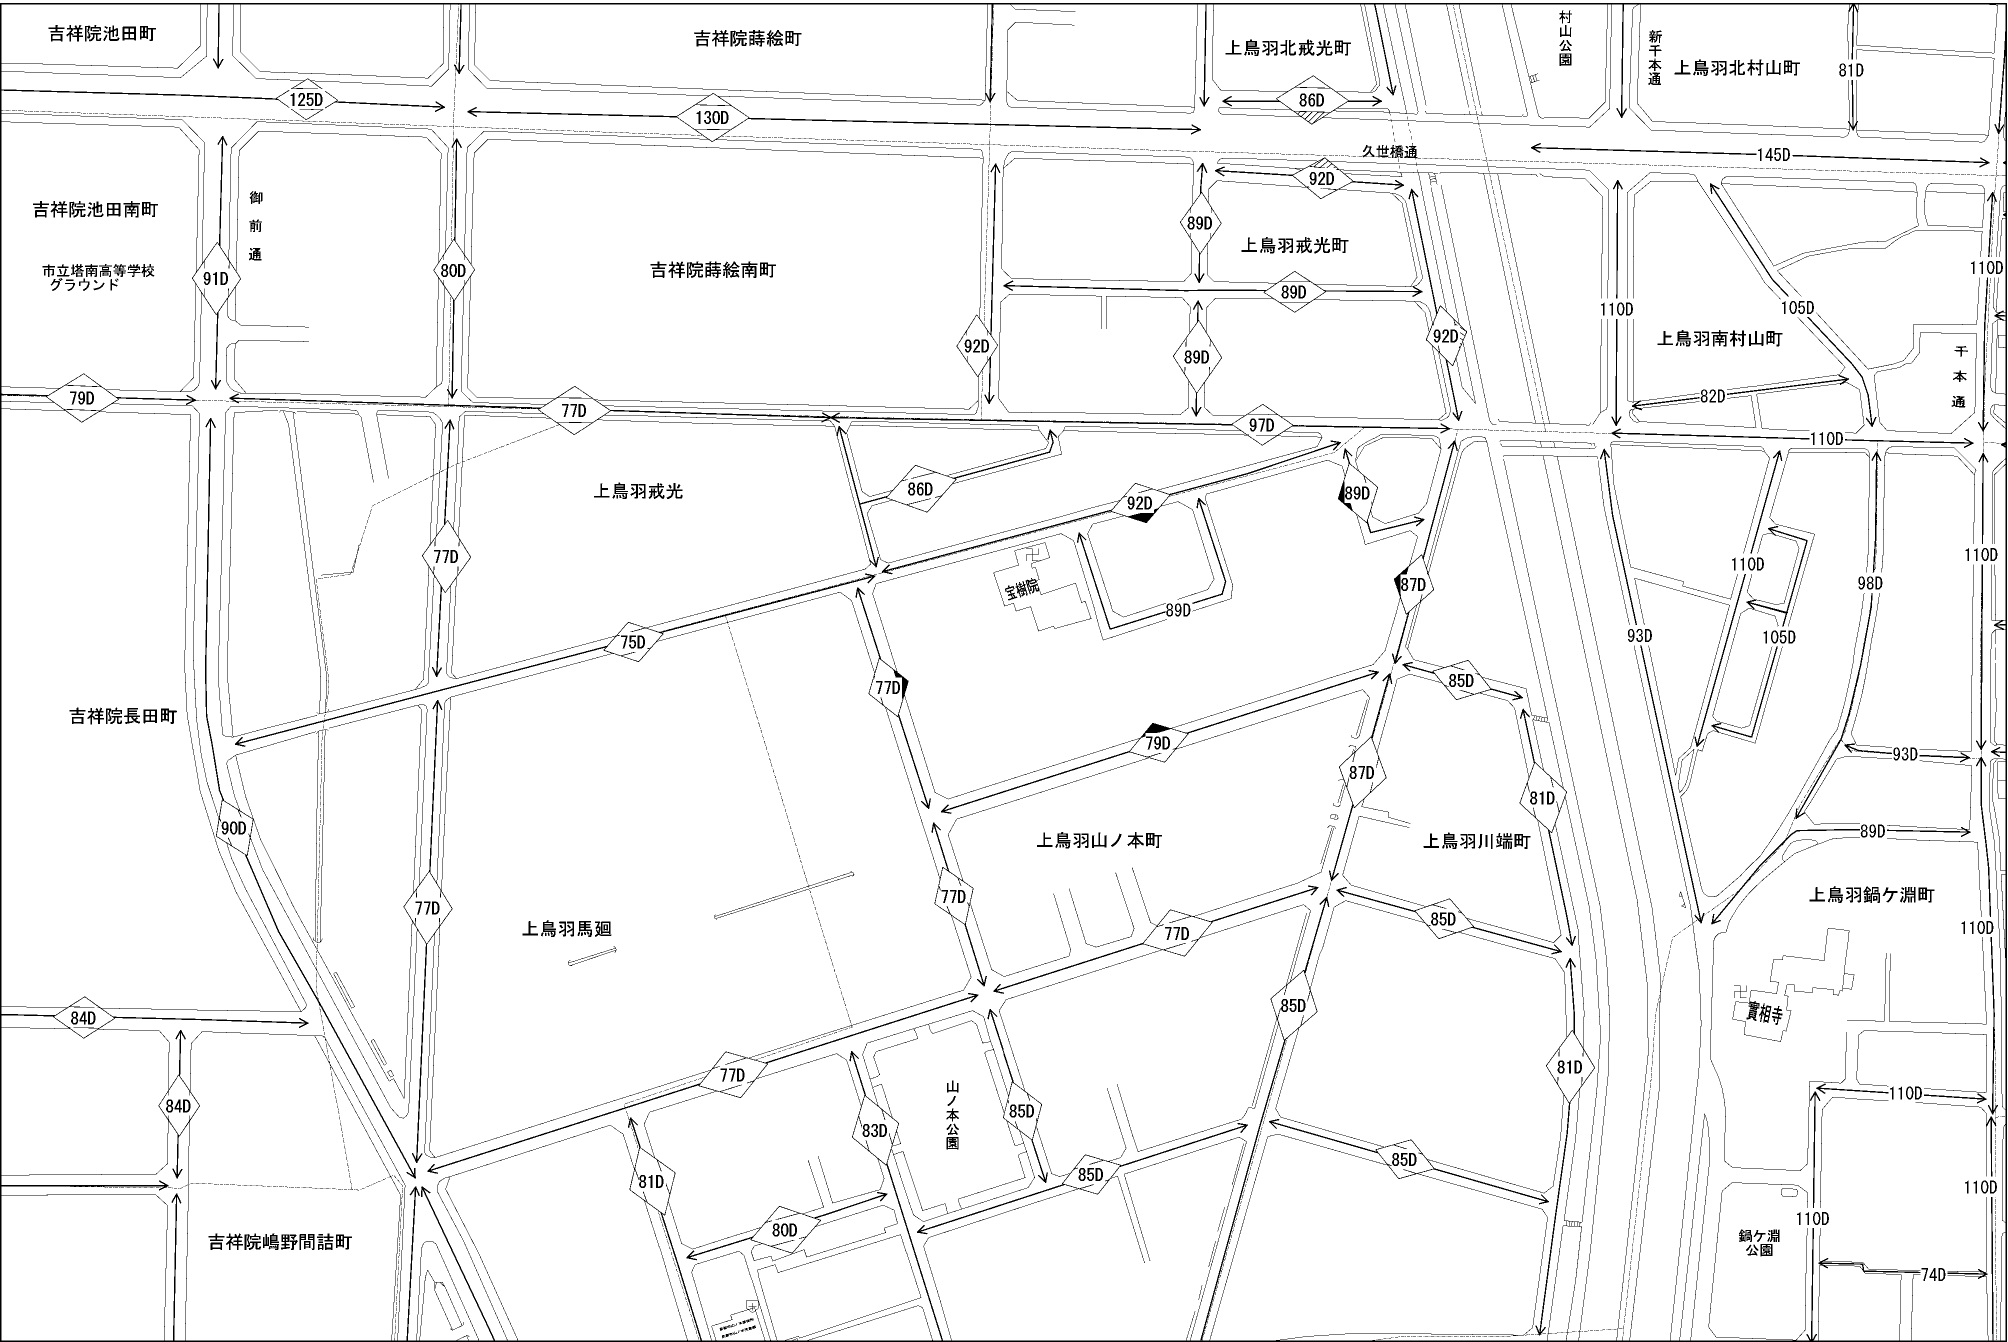 吉祥院池田町
吉祥院蒔絵町
上鳥羽北戒光町
村山公園
新千本通
上鳥羽北村山町
81D
125D
130D
86D
久世橋通
145D
92D
吉祥院池田南町
御前通
89D
上鳥羽戒光町
市立塔南高等学校
グラウンド
91D
80D
吉祥院蒔絵南町
110D
89D
105D
110D
92D
89D
92D
上鳥羽南村山町
千本通
79D
77D
82D
97D
110D
上鳥羽戒光
86D
92D
89D
77D
110D
110D
98D
宝樹院
87D
89D
75D
93D
105D
77D
85D
吉祥院長田町
79D
87D
93D
81D
90D
上鳥羽山ノ本町
上鳥羽川端町
89D
77D
77D
上鳥羽鍋ケ淵町
上鳥羽馬廻
77D
85D
110D
84D
85D
實相寺
77D
81D
110D
84D
山ノ本公園
85D
83D
85D
85D
81D
110D
80D
110D
吉祥院嶋野間詰町
鍋ケ淵
公園
74D